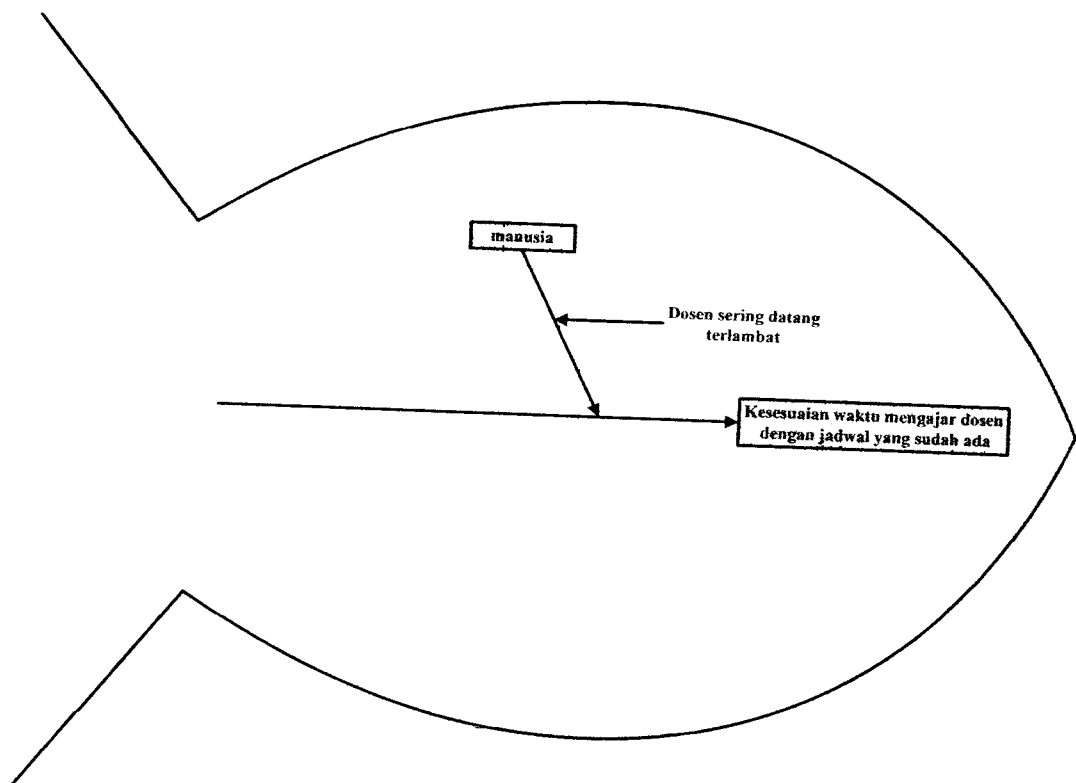 manusia
Dosen sering datang
terlambat
Kesesuaian waktu mengajar dosen
dengan jadwal yang sudah ada